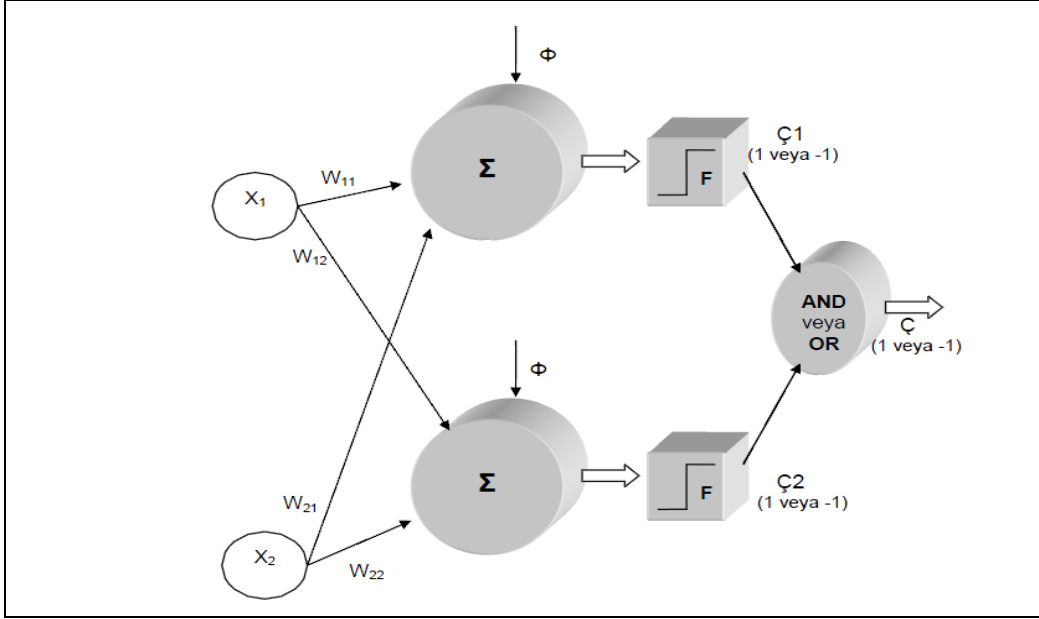 Φ
Σ
F
Ç1
(1 veya -1)
X₁
W₁₁
W₁₂
AND
veya
OR
Ç
(1 veya -1)
Φ
Σ
F
Ç2
(1 veya -1)
W₂₁
X₂
W₂₂